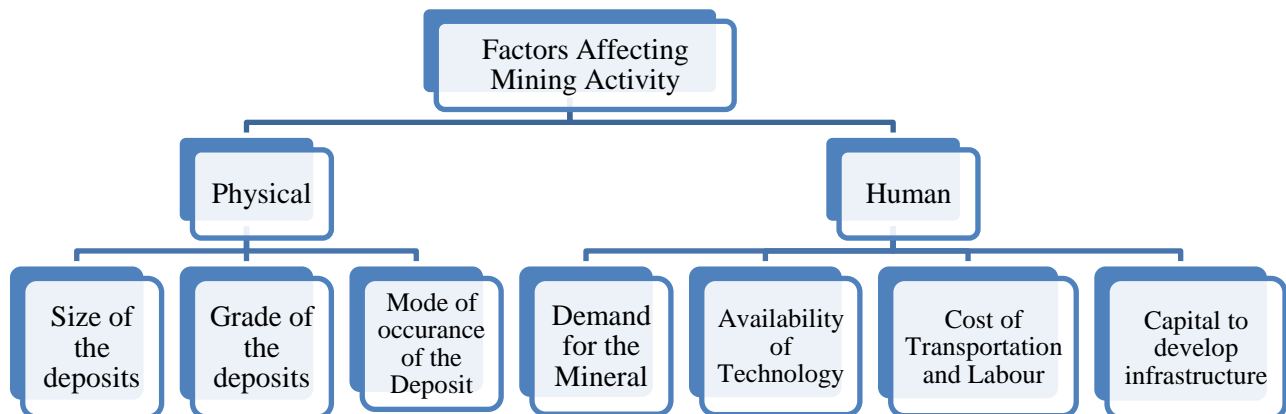 Factors Affecting
Mining Activity
Physical
Human
Size of
the
deposits
Grade of
the
deposits
Mode of
occurance
of the
Deposit
Demand
for the
Mineral
Availability
of
Technology
Cost of
Transportation
and Labour
Capital to
develop
infrastructure